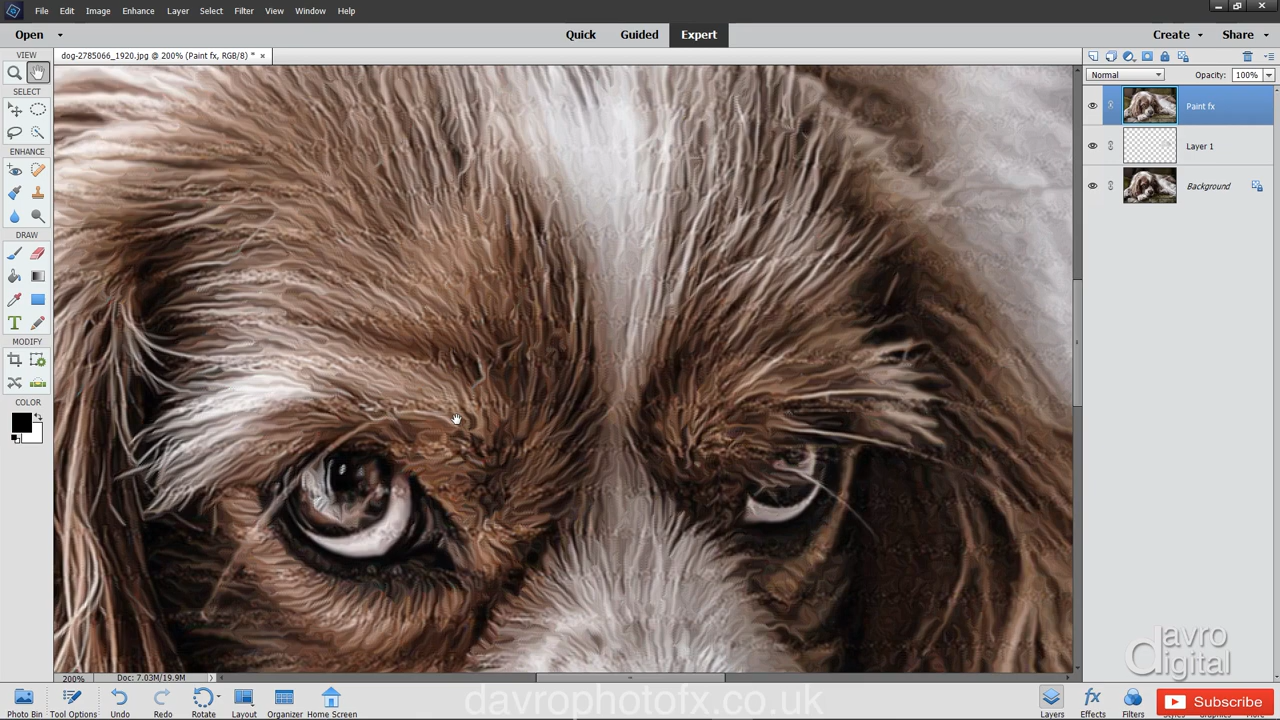 File Edit Image Enhance Layer Select Filter View Window Help
Open Quick Guided Expert Create Share
VIEW dog-2785066_1920.jpg @ 200% (Paint fx, RGB/8) * ×
Normal Opacity: 100%
SELECT
Paint fx
Layer 1
ENHANCE
Background
DRAW
MODIFY
COLOR
davro
digital
200% Doc: 7.03M/19.9M
Photo Bin Tool Options Undo Redo Rotate Layout Organizer Home Screen davrophotofx.co.uk Layers Effects Filters Subscribe